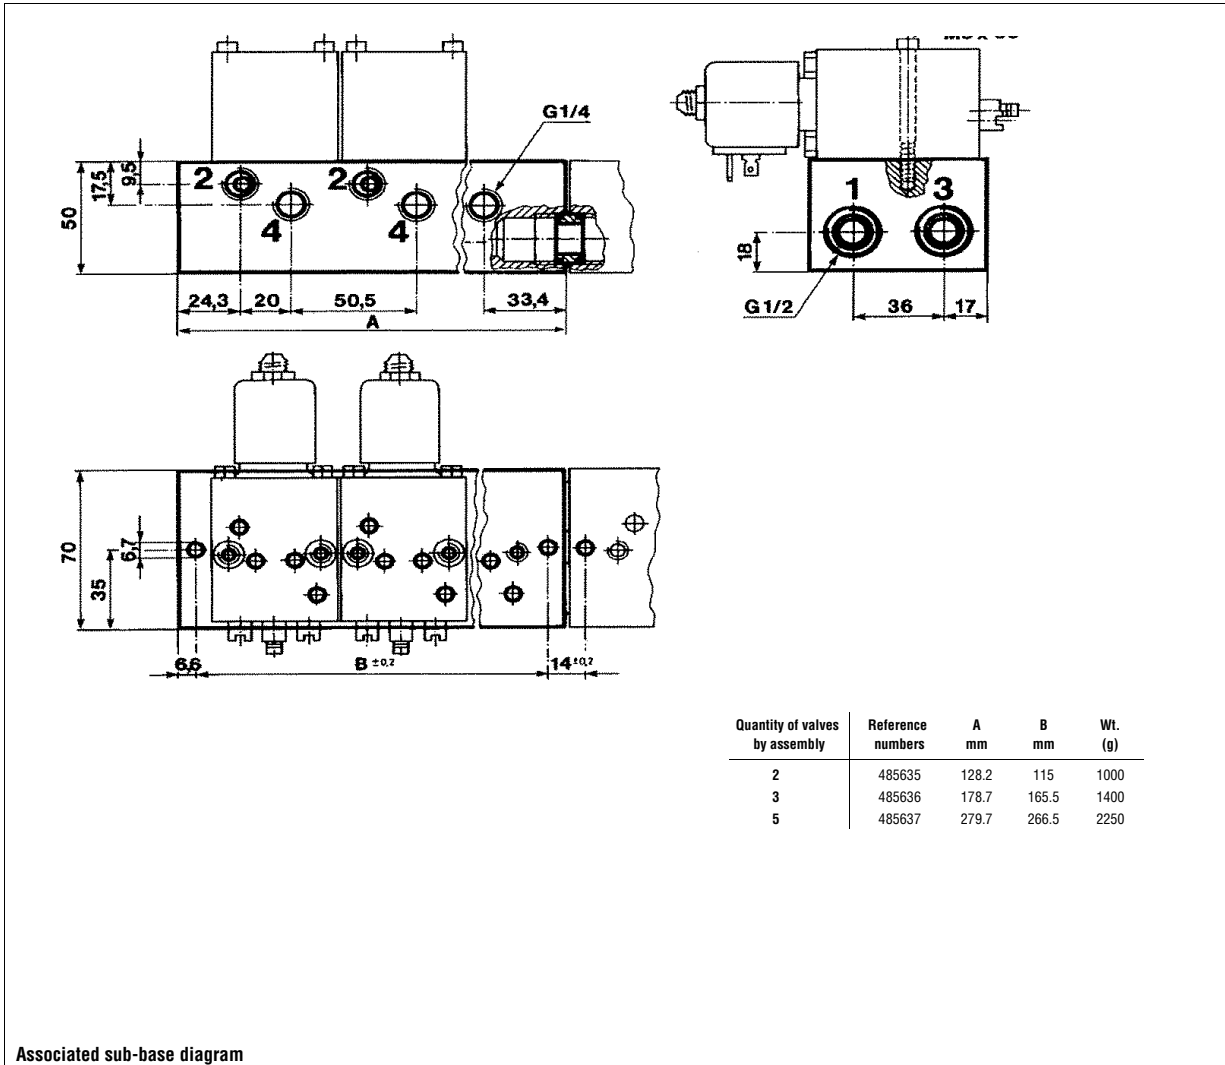 G1/4
9,5
17,5
50
2
2
4
4
24,3
20
50,5
33,4
A
1
3
18
G1/2
36
17
70
35
6,7
6,6
B ±0,2
14 ±0,2
Quantity of valves by assembly
Reference numbers
A mm
B mm
Wt. (g)
2 485635 128.2 115 1000
3 485636 178.7 165.5 1400
5 485637 279.7 266.5 2250
Associated sub-base diagram